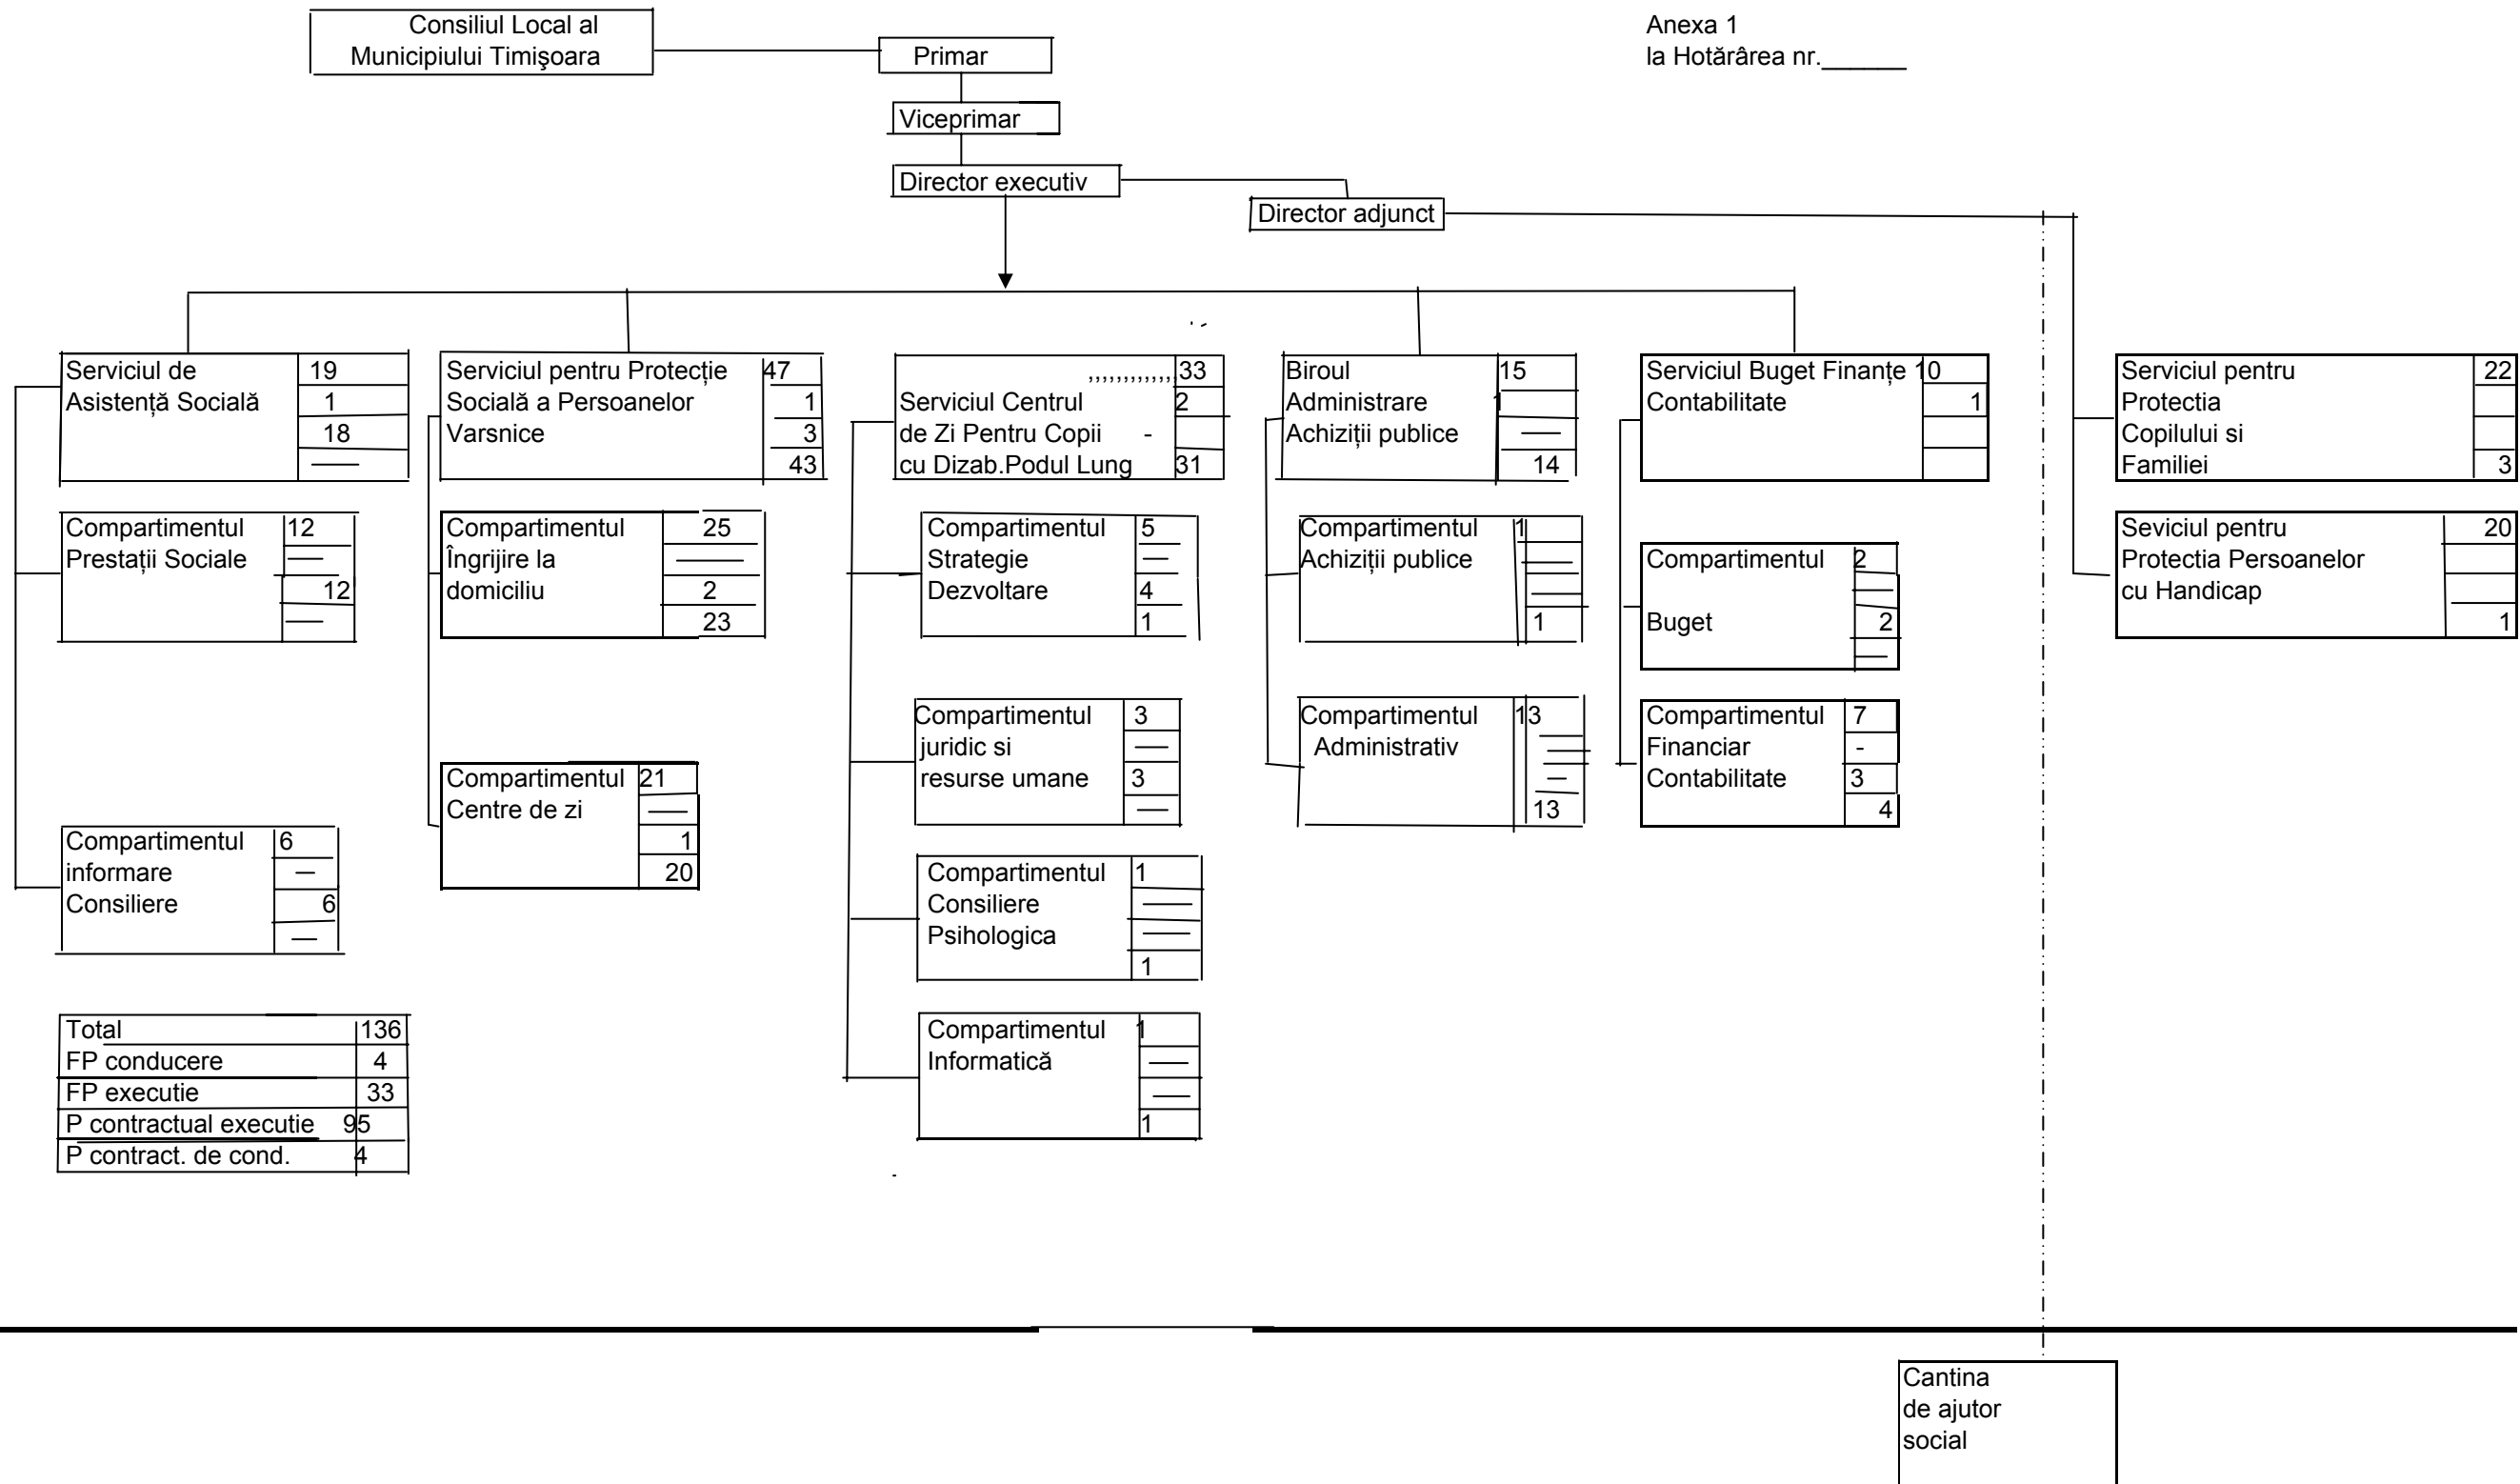 Consiliul Local al
Municipiului Timişoara
Primar
Anexa 1
la Hotărârea nr.______
Viceprimar
Director executiv
Director adjunct
Serviciul de 19
Asistenţă Socială 1
18
—
Serviciul pentru Protecţie 47
Socială a Persoanelor 1
Varsnice 3
43
,,,,,,,,,,,,,33
Serviciul Centrul 2
de Zi Pentru Copii -
cu Dizab.Podul Lung 31
Biroul 15
Administrare 1
Achiziţii publice —
14
Serviciul Buget Finanţe 10
Contabilitate 1
Serviciul pentru 22
Protectia
Copilului si
Familiei 3
Compartimentul 12
Prestaţii Sociale —
12
—
Compartimentul 25
Îngrijire la —
domiciliu 2
23
Compartimentul 5
Strategie —
Dezvoltare 4
1
Compartimentul 1
Achiziţii publice —
—
1
Compartimentul 2
—
Buget 2
—
Seviciul pentru 20
Protectia Persoanelor
cu Handicap
1
Compartimentul 21
Centre de zi —
1
20
Compartimentul 3
juridic si —
resurse umane 3
—
Compartimentul 13
Administrativ —
—
13
Compartimentul 7
Financiar -
Contabilitate 3
4
Compartimentul 6
informare —
Consiliere 6
—
Compartimentul 1
Consiliere —
Psihologica —
1
Total 136
FP conducere 4
FP executie 33
P contractual executie 95
P contract. de cond. 4
Compartimentul 1
Informatică —
—
1
-
Cantina
de ajutor
social